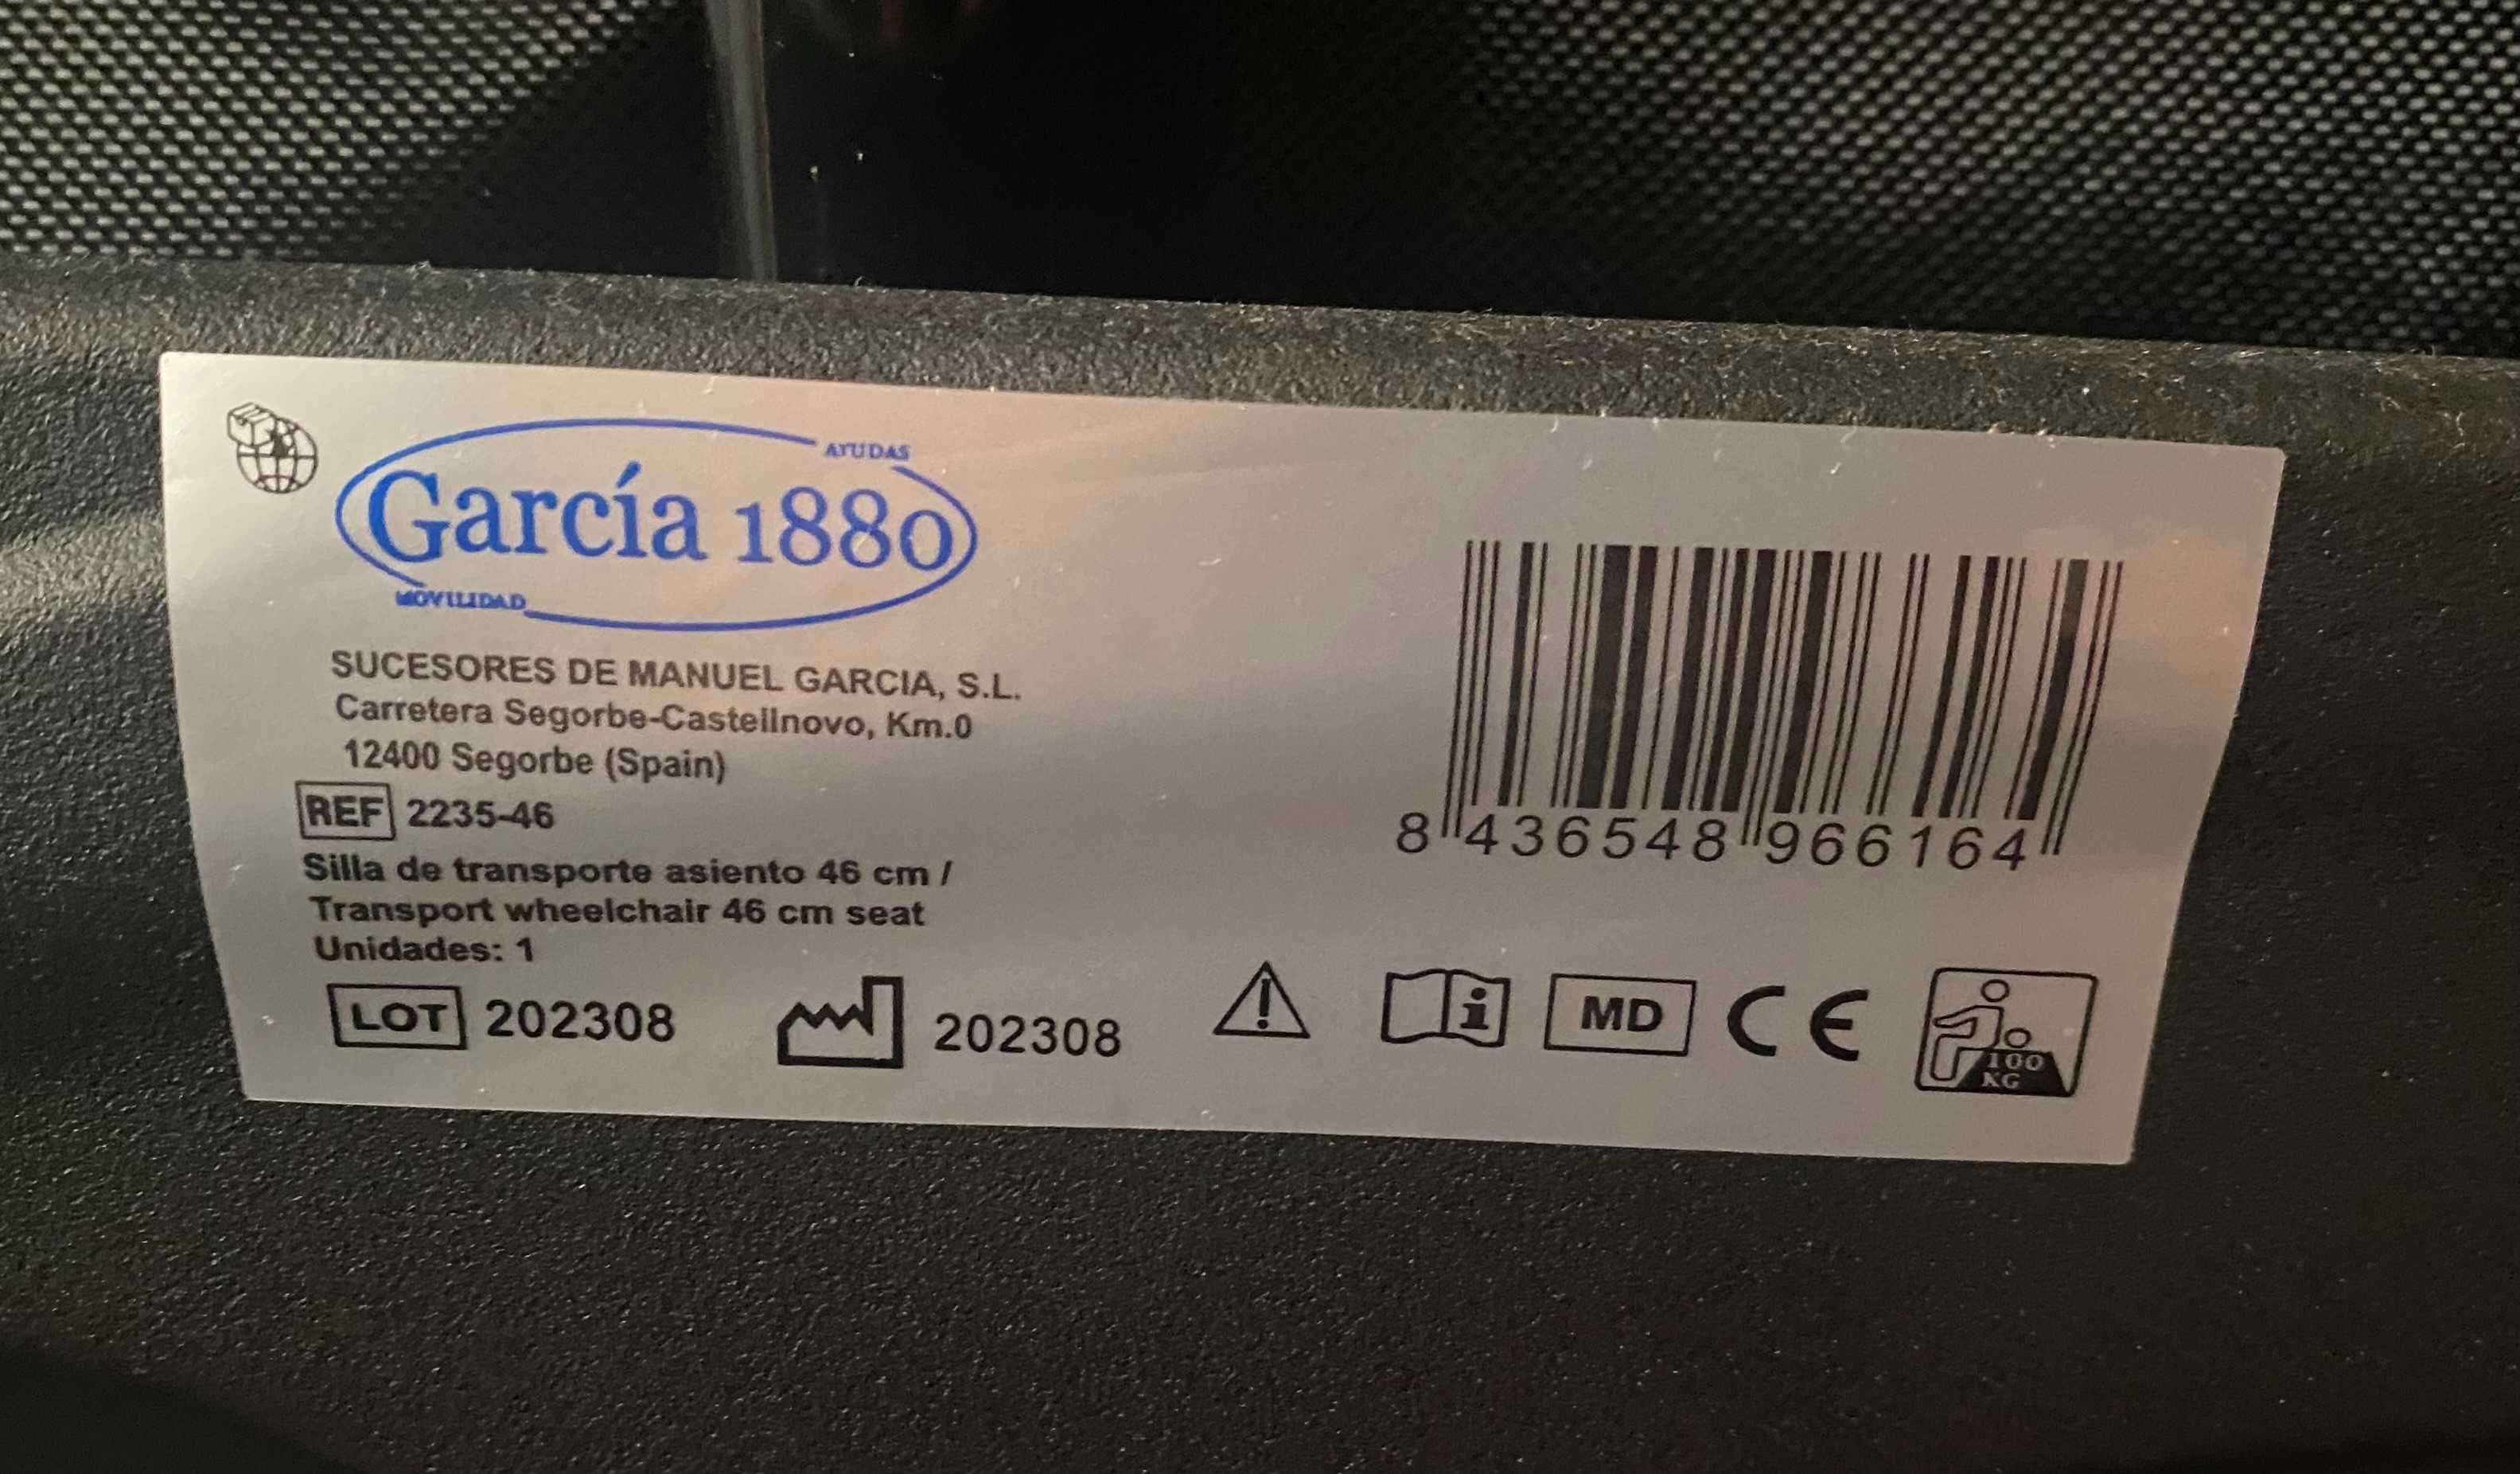 AYUDAS
García 1880
MOVILIDAD
SUCESORES DE MANUEL GARCIA, S.L.
Carretera Segorbe-Castellnovo, Km.0
12400 Segorbe (Spain)
REF 2235-46
Silla de transporte asiento 46 cm /
Transport wheelchair 46 cm seat
Unidades: 1
LOT 202308
202308
8 436548 966164
MD
CE
100
KG